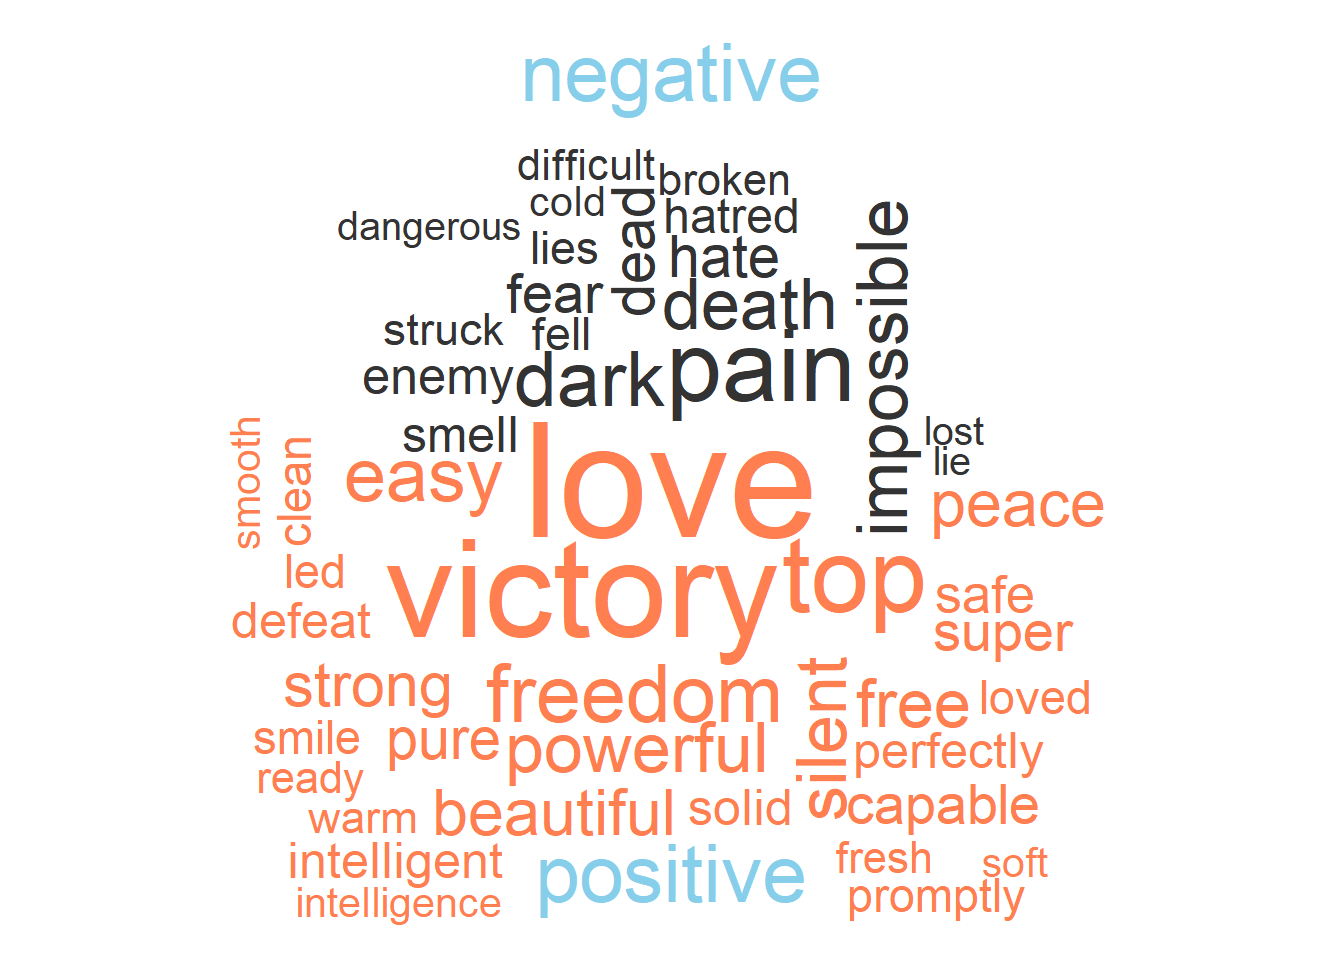 negative
difficult
broken
cold
dead
hatred
dangerous
lies
hate
impossible
fear
death
struck
fell
enemy
dark
pain
smell
lost
lie
smooth
clean
easy
love
peace
led
victory
top
safe
defeat
super
strong
freedom
silent
free
loved
smile
pure
powerful
perfectly
ready
warm
beautiful
solid
capable
intelligent
positive
fresh
soft
intelligence
promptly